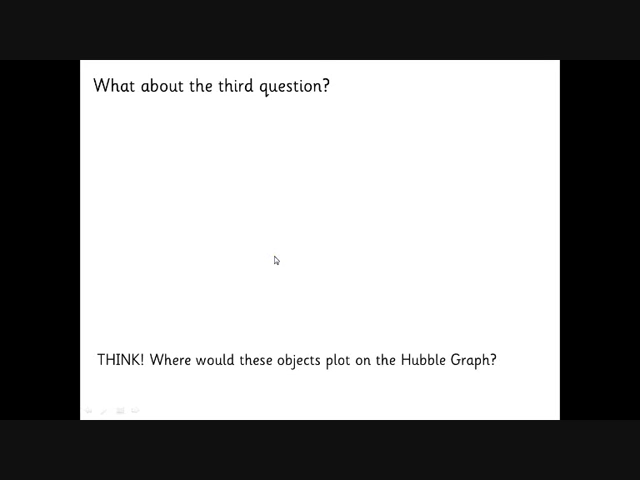 What about the third question?
THINK! Where would these objects plot on the Hubble Graph?